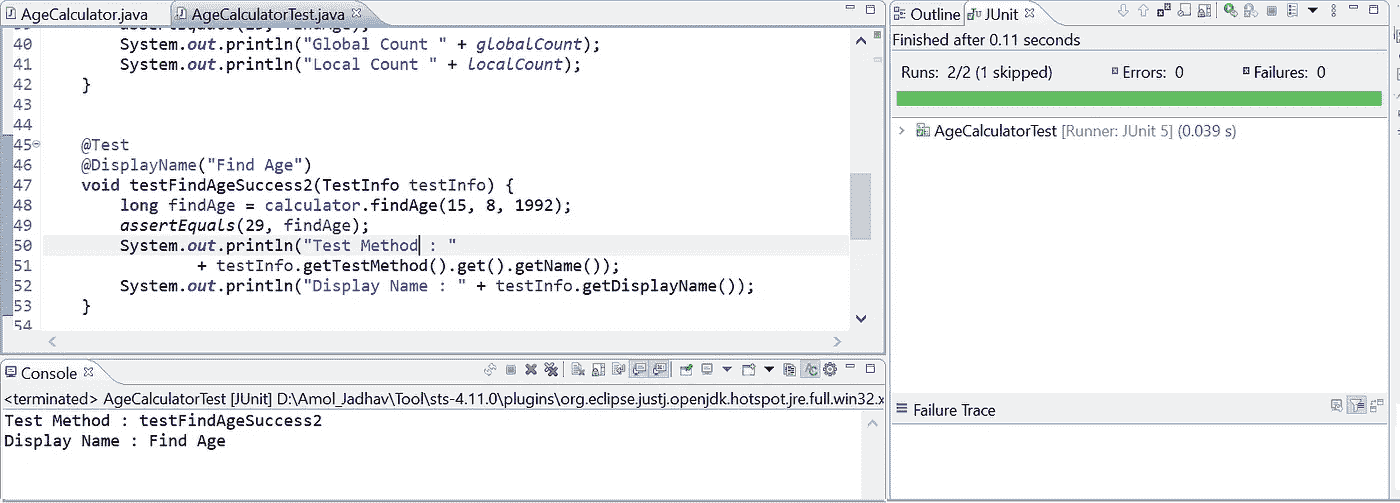 AgeCalculator.java AgeCalculatorTest.java
40 System.out.println("Global Count " + globalCount);
41 System.out.println("Local Count " + localCount);
42 }
43
44
45 @Test
46 @DisplayName("Find Age")
47 void testFindAgeSuccess2(TestInfo testInfo) {
48 long findAge = calculator.findAge(15, 8, 1992);
49 assertEquals(29, findAge);
50 System.out.println("Test Method : "
51 + testInfo.getTestMethod().get().getName());
52 System.out.println("Display Name : " + testInfo.getDisplayName());
53 }
54
Console
<terminated> AgeCalculatorTest [JUnit] D:\Amol_Jadhav\Tool\sts-4.11.0\plugins\org.eclipse.justj.openjdk.hotspot.jre.full.win32.x
Test Method : testFindAgeSuccess2
Display Name : Find Age
Outline JUnit
Finished after 0.11 seconds
Runs: 2/2 (1 skipped) Errors: 0 Failures: 0
AgeCalculatorTest [Runner: JUnit 5] (0.039 s)
Failure Trace